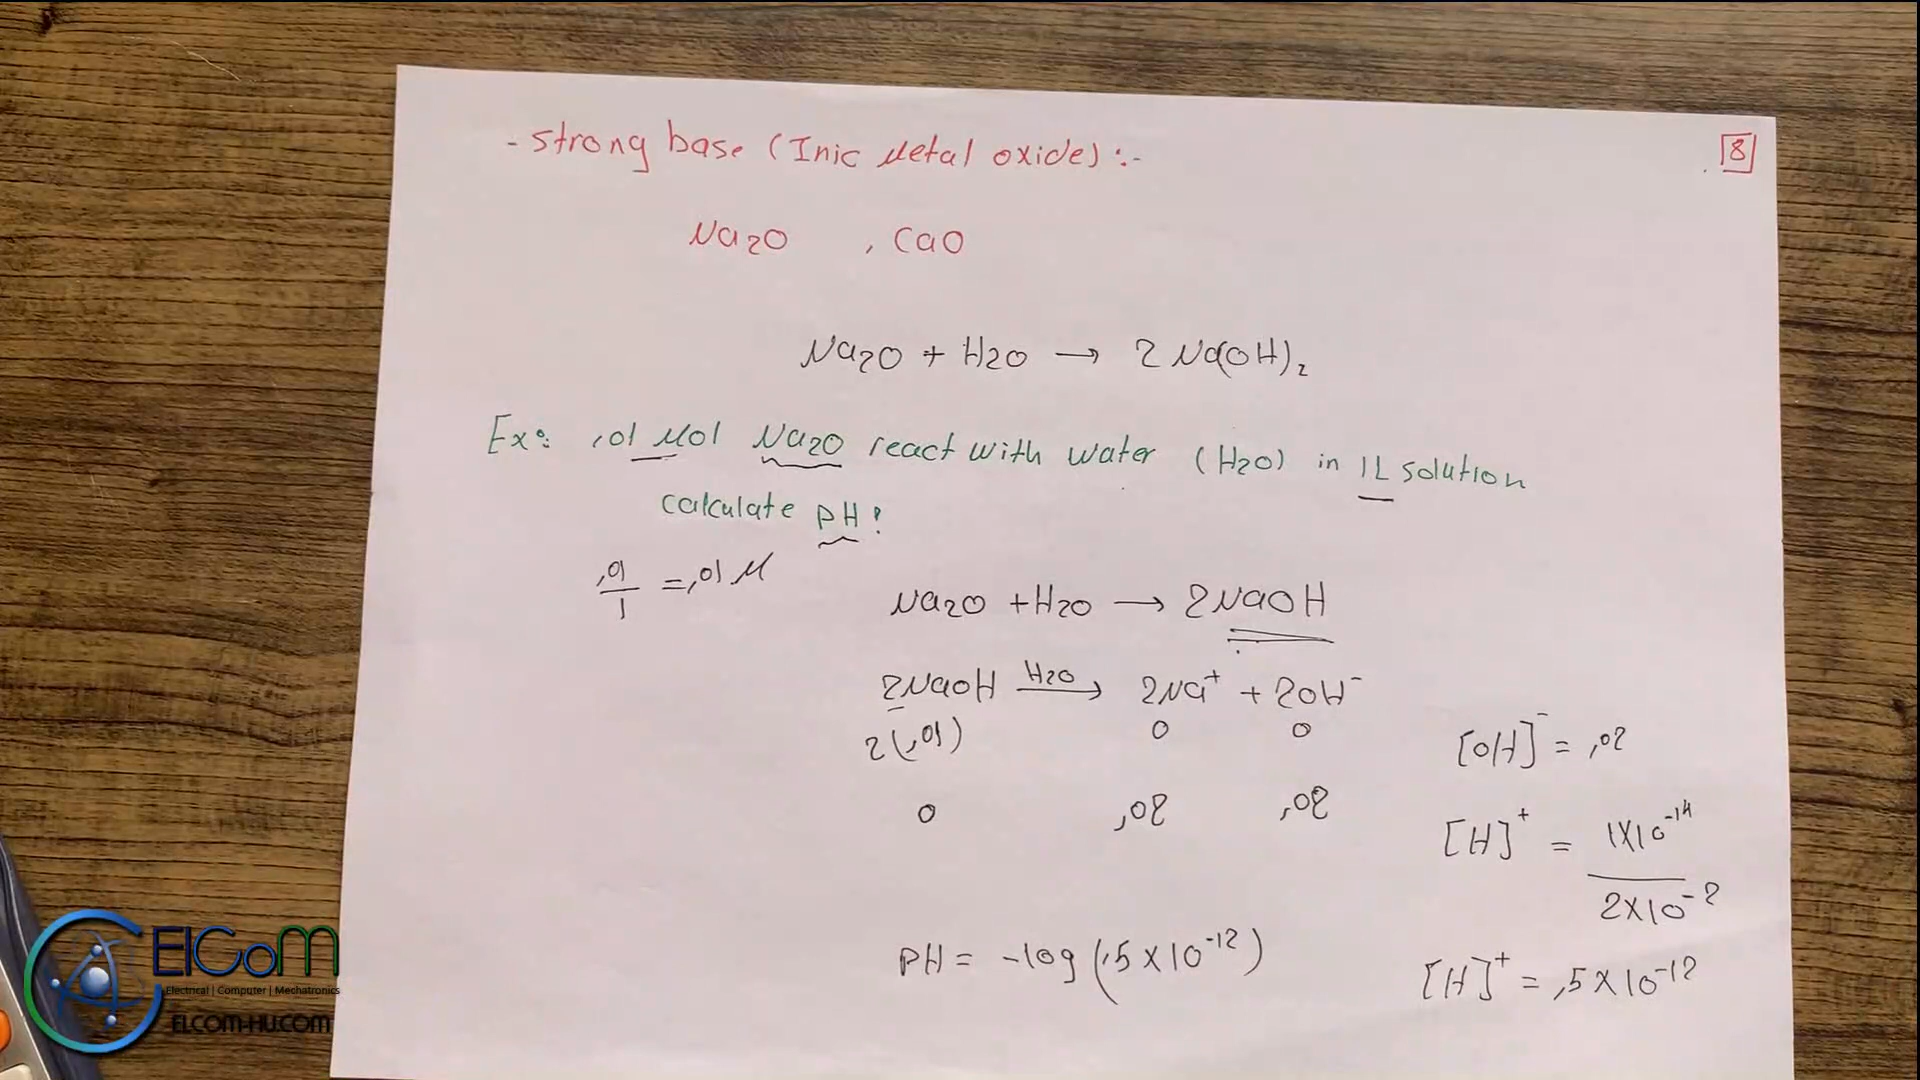 - strong base (Inic Metal oxide) :-
8
Na2O , CaO
Na2O + H2O → 2 Na(OH)2
Ex: ,01 Mol Na2O react with water (H2O) in 1L solution
calculate pH?
,01/1 = ,01 M
Na2O + H2O → 2NaOH
2NaOH H2O → 2Na+ + 2OH-
2(,01) 0 0
[OH]- = ,02
0 ,02 ,02
[H]+ = 1X10-14 / 2X10-2
PH = -log (,5 X 10-12)
[H]+ = ,5 X 10-12
ElCoM
Electrical | Computer | Mechatronics
ELCOM-HU.COM